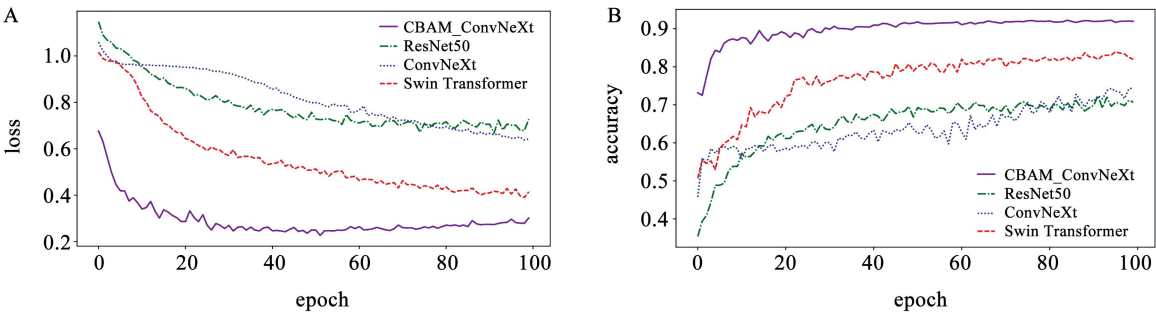 A
CBAM_ConvNeXt
ResNet50
ConvNeXt
Swin Transformer
1.0
0.8
0.6
0.4
0.2
loss
0
20
40
60
80
100
epoch
B
0.9
0.8
0.7
0.6
0.5
0.4
accuracy
CBAM_ConvNeXt
ResNet50
ConvNeXt
Swin Transformer
0
20
40
60
80
100
epoch